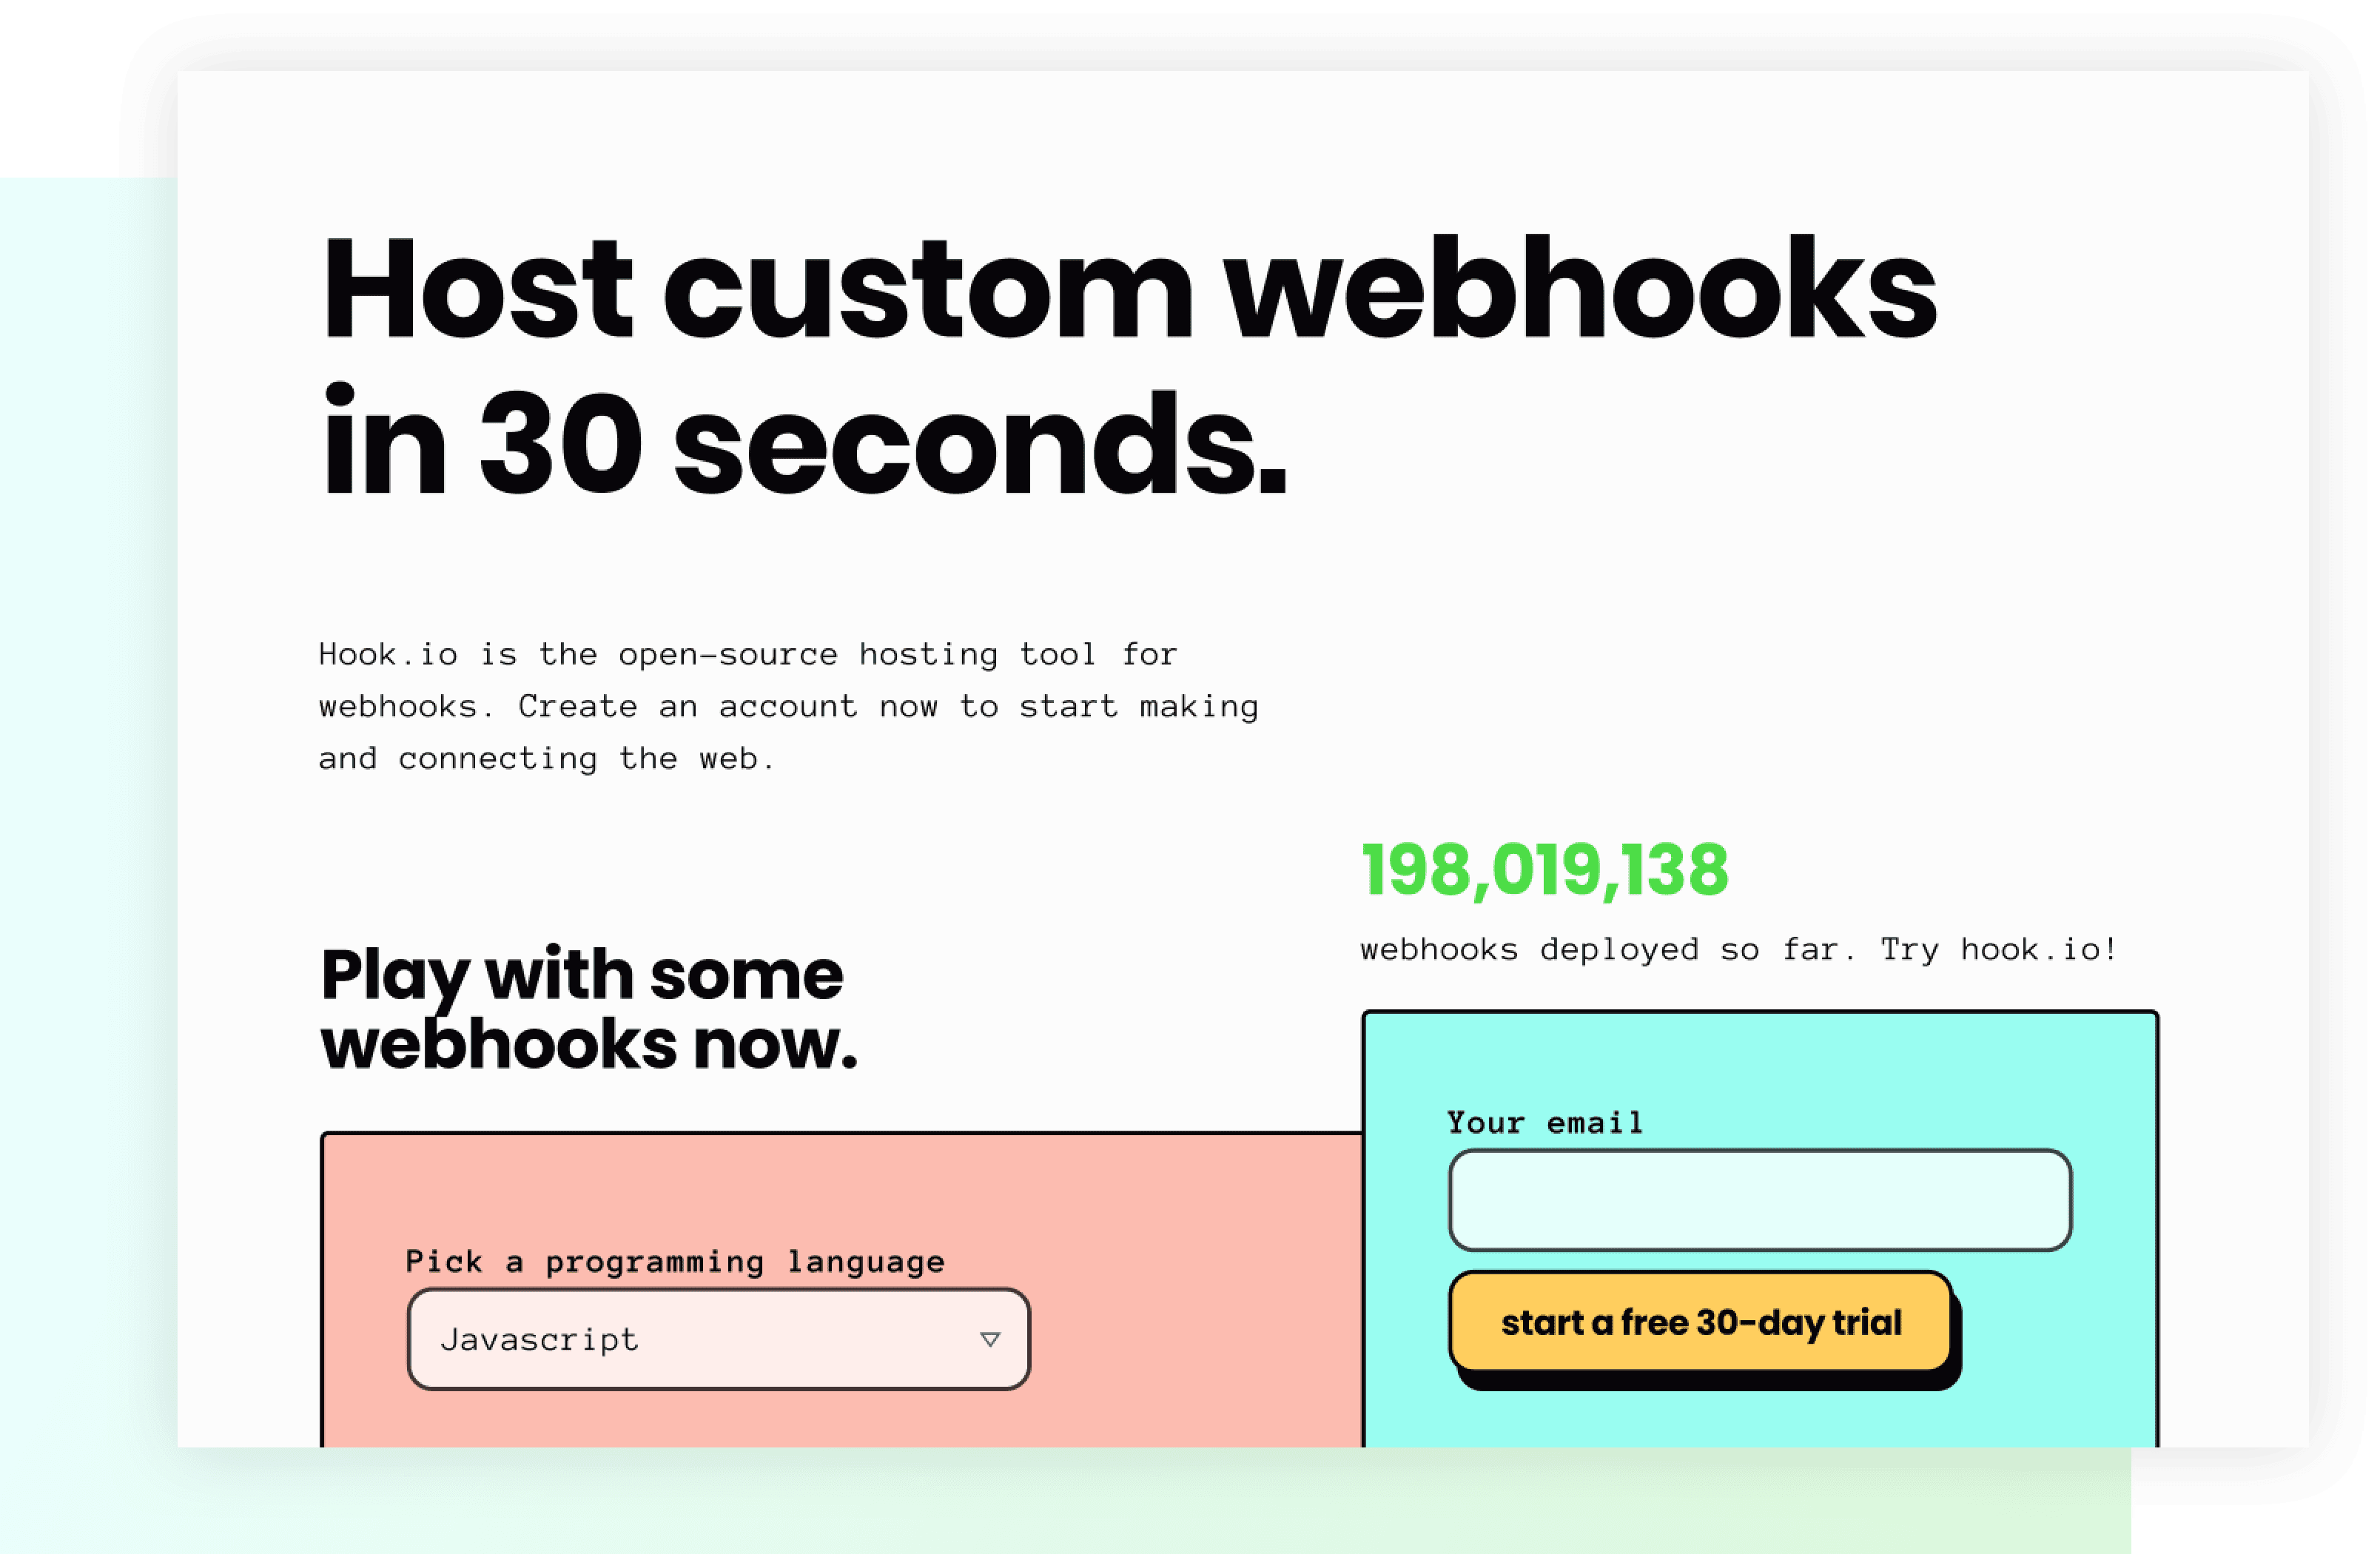 Host custom webhooks
in 30 seconds.
Hook.io is the open-source hosting tool for
webhooks. Create an account now to start making
and connecting the web.
198,019,138
webhooks deployed so far. Try hook.io!
Play with some
webhooks now.
Your email
start a free 30-day trial
Pick a programming language
Javascript